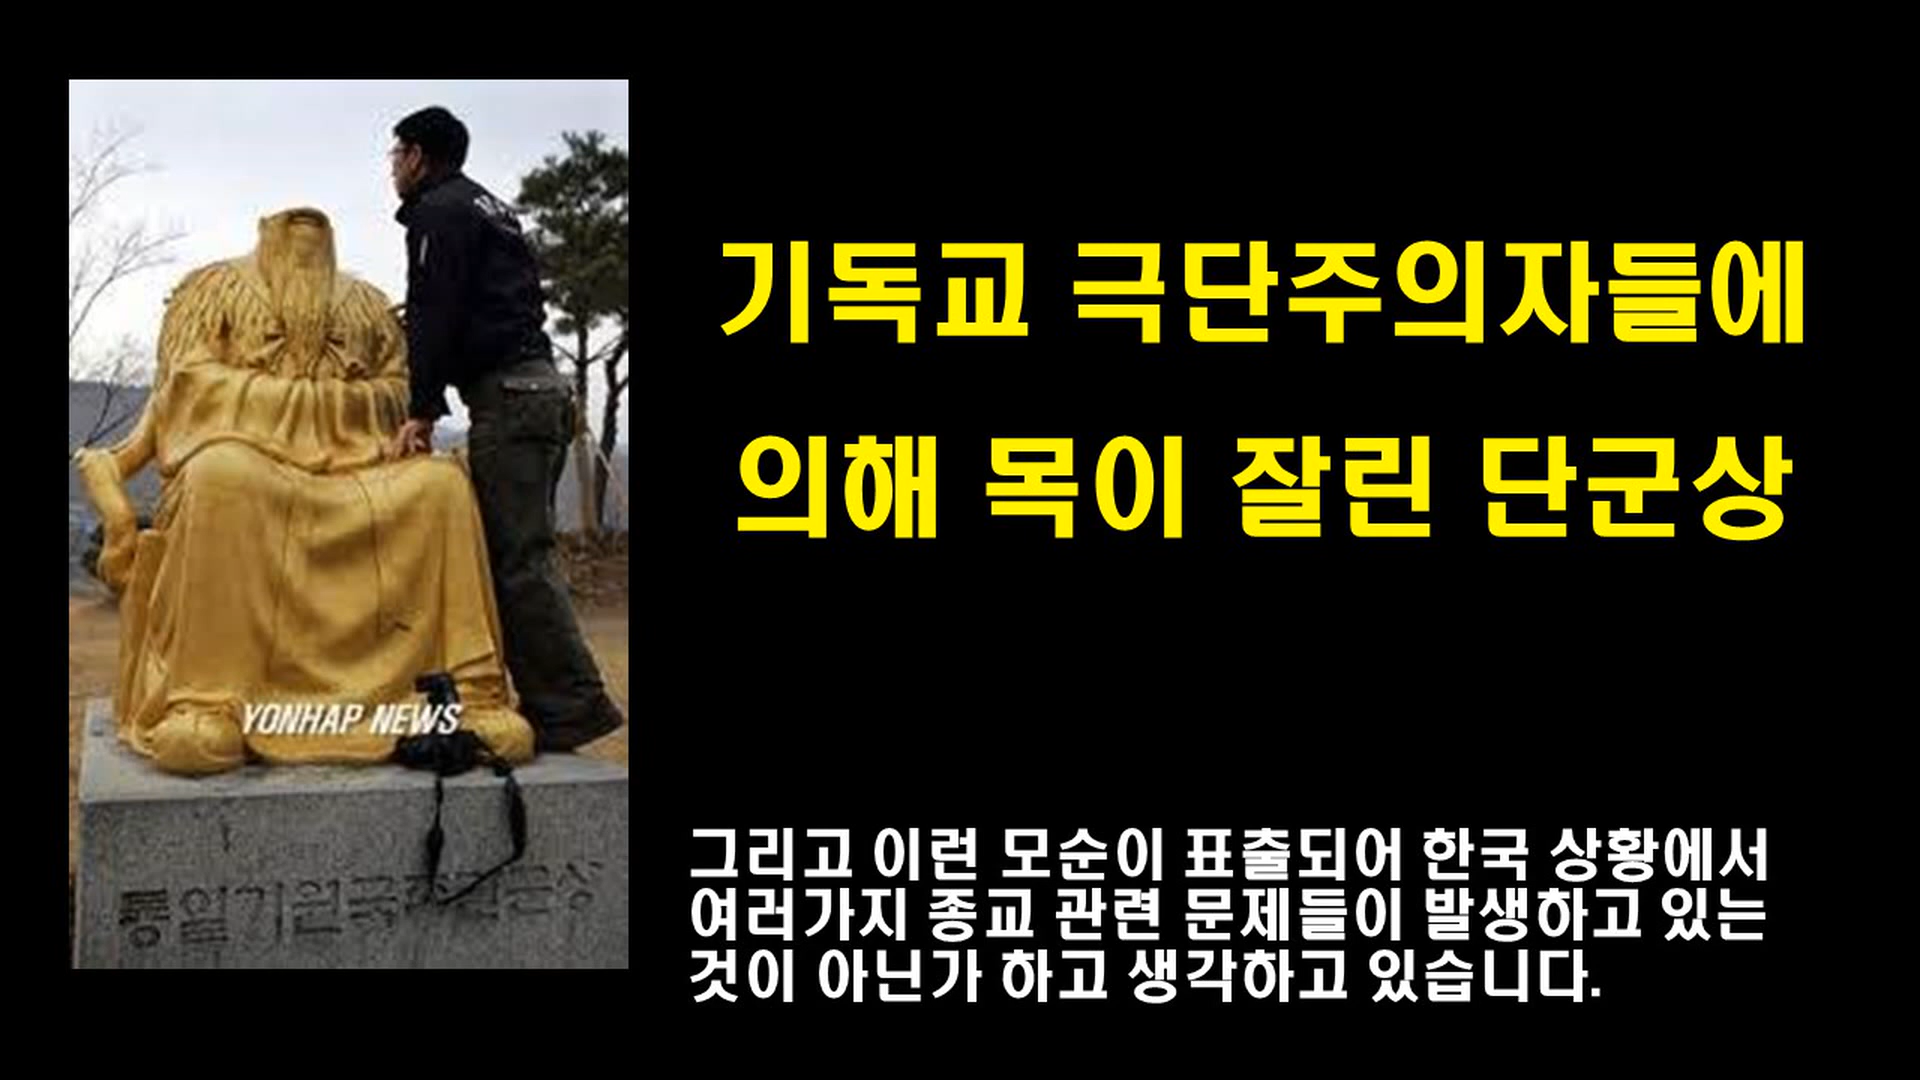 기독교 극단주의자들에
의해 목이 잘린 단군상
YONHAP NEWS
그리고 이런 모순이 표출되어 한국 상황에서
여러가지 종교 관련 문제들이 발생하고 있는
것이 아닌가 하고 생각하고 있습니다.
통일기원국조단군상